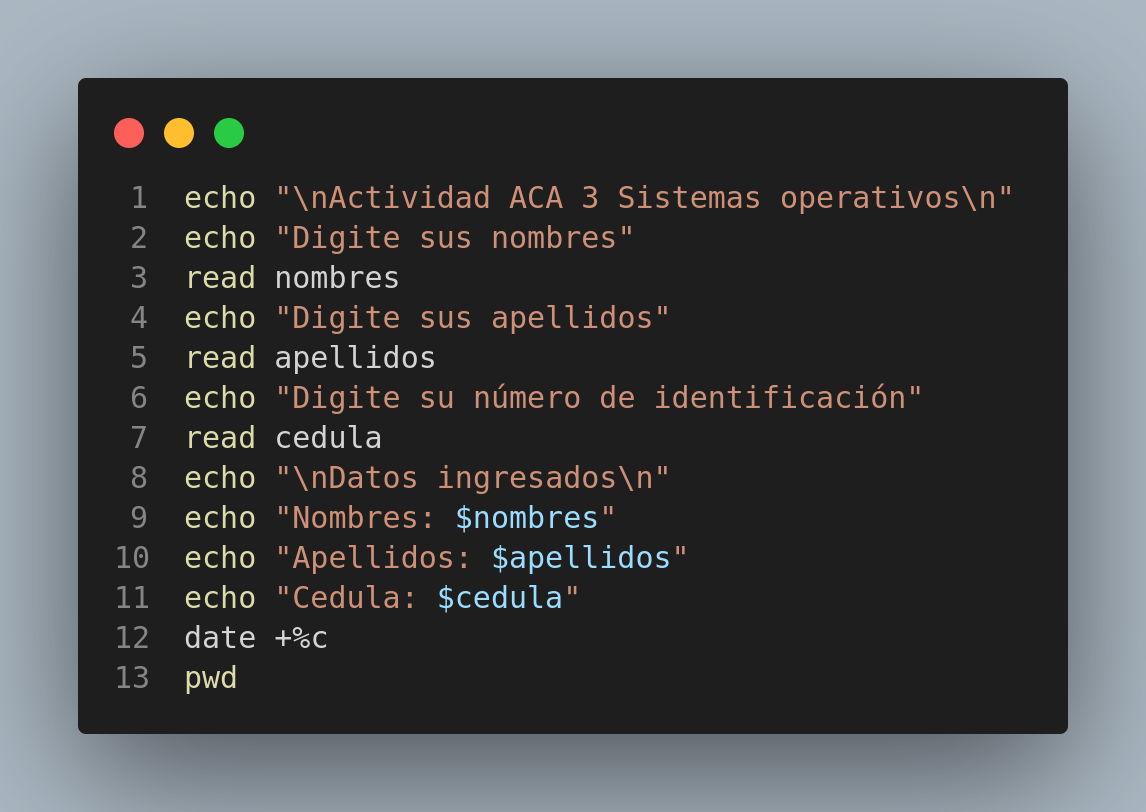 1 echo "\nActividad ACA 3 Sistemas operativos\n"
2 echo "Digite sus nombres"
3 read nombres
4 echo "Digite sus apellidos"
5 read apellidos
6 echo "Digite su número de identificación"
7 read cedula
8 echo "\nDatos ingresados\n"
9 echo "Nombres: $nombres"
10 echo "Apellidos: $apellidos"
11 echo "Cedula: $cedula"
12 date +%c
13 pwd